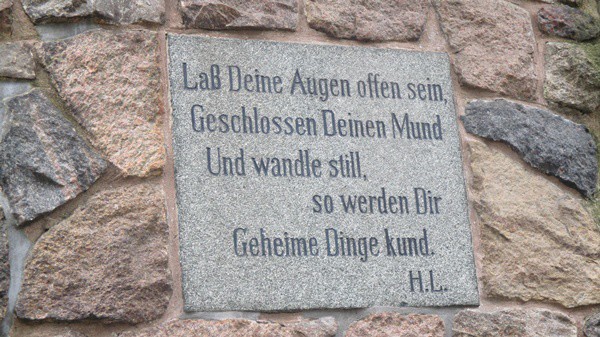 Laß Deine Augen offen sein,
Geschlossen Deinen Mund
Und wandle still,
so werden Dir
Geheime Dinge kund.
H.L.